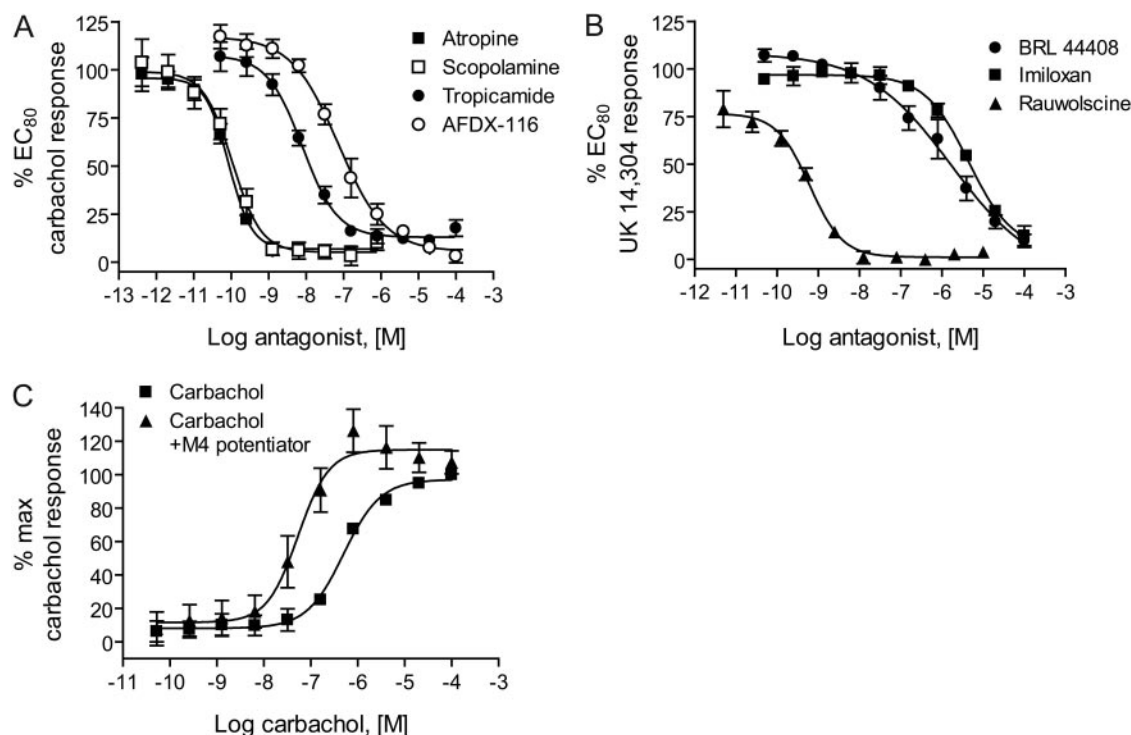 A
125
100
75
50
25
0
% EC₈₀
carbachol response
-13 -12 -11 -10 -9 -8 -7 -6 -5 -4 -3
Log antagonist, [M]
Atropine
Scopolamine
Tropicamide
AFDX-116
B
125
100
75
50
25
0
% EC₈₀
UK 14,304 response
-12 -11 -10 -9 -8 -7 -6 -5 -4 -3
Log antagonist, [M]
BRL 44408
Imiloxan
Rauwolscine
C
Carbachol
Carbachol
+M4 potentiator
140
120
100
80
60
40
20
0
% max
carbachol response
-11 -10 -9 -8 -7 -6 -5 -4 -3
Log carbachol, [M]